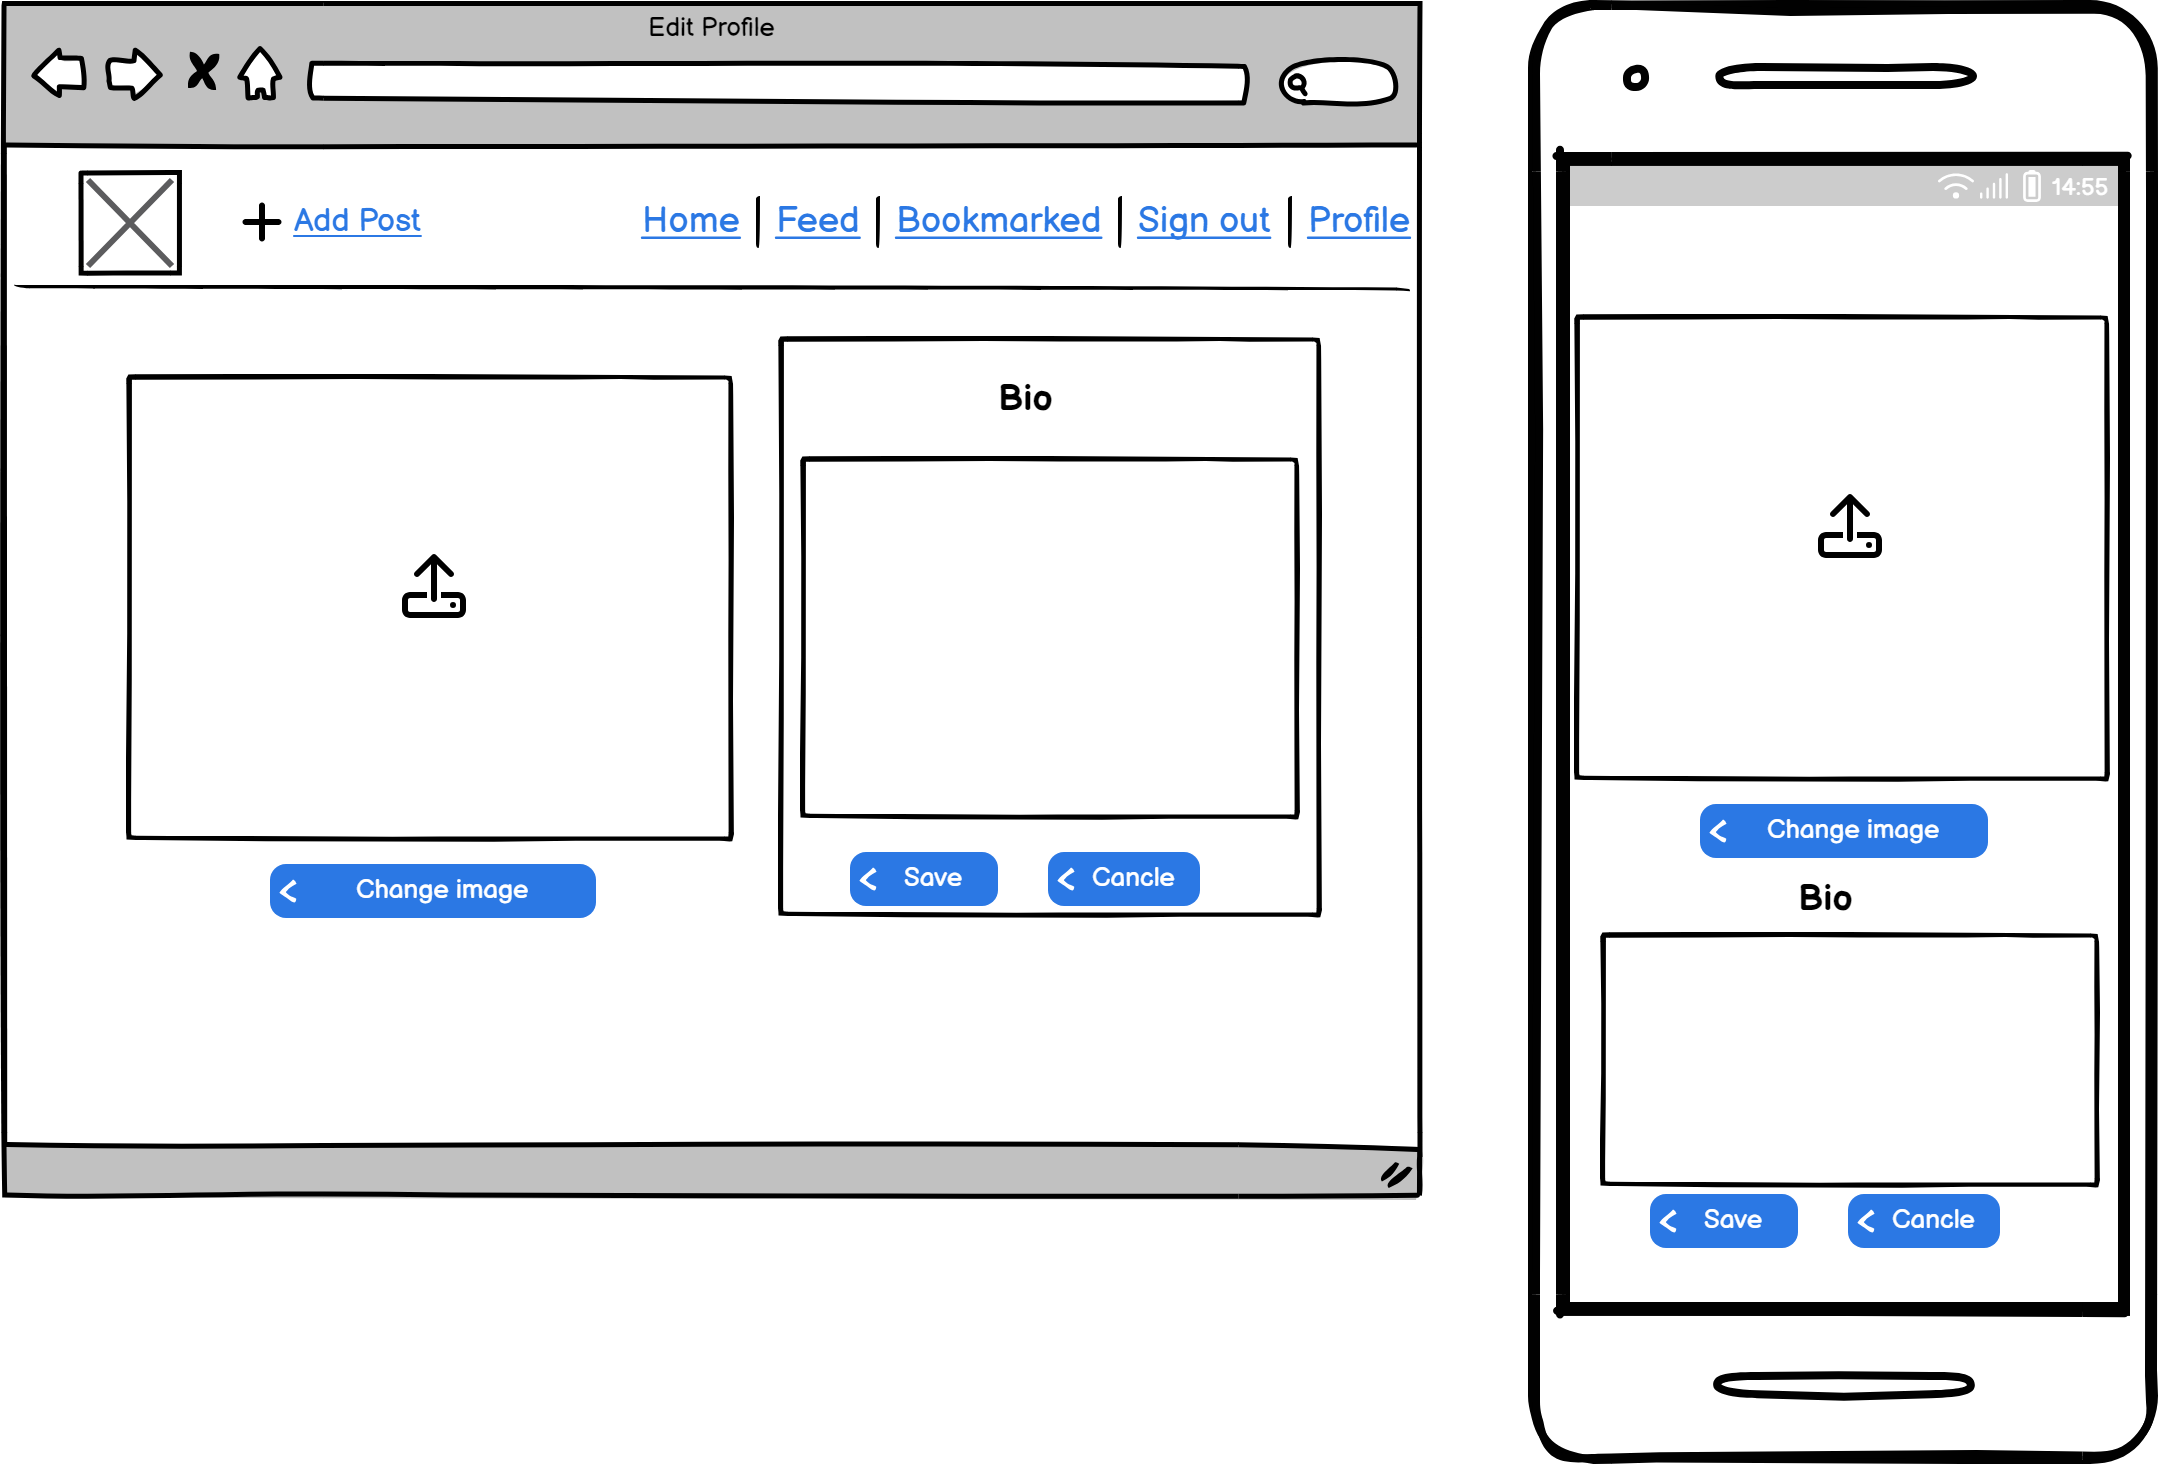 Edit Profile
Add Post
Home Feed Bookmarked Sign out Profile
Bio
Save Cancle
Change image
14:55
Change image
Bio
Save Cancle